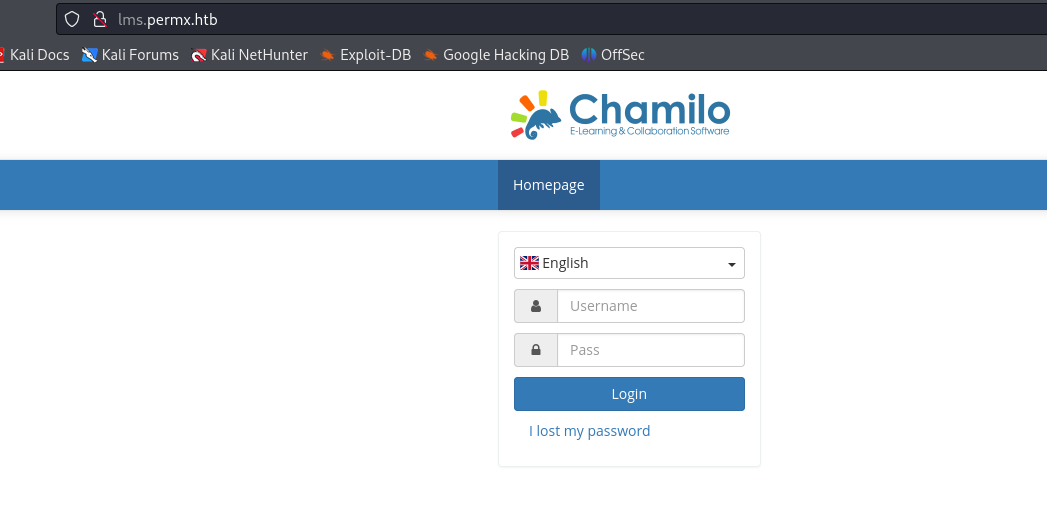 lms.permx.htb
Kali Docs Kali Forums Kali NetHunter Exploit-DB Google Hacking DB OffSec
Chamilo
E-Learning & Collaboration Software
Homepage
English
Username
Pass
Login
I lost my password